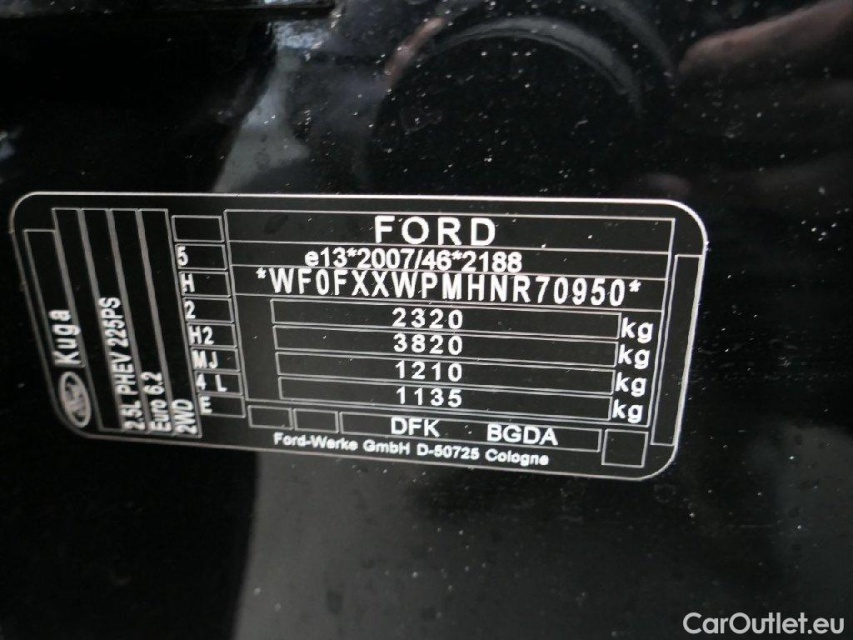 FORD
e13*2007/46*2188
*WF0FXXWPMHNR70950*
2320 kg
3820 kg
1210 kg
1135 kg
DFK BGDA
Ford-Werke GmbH D-50725 Cologne
5
H
2
H2
MJ
4 L
E
Kuga
Ford
2.5L PHEV 225PS
Euro 6.2
2WD
CarOutlet.eu